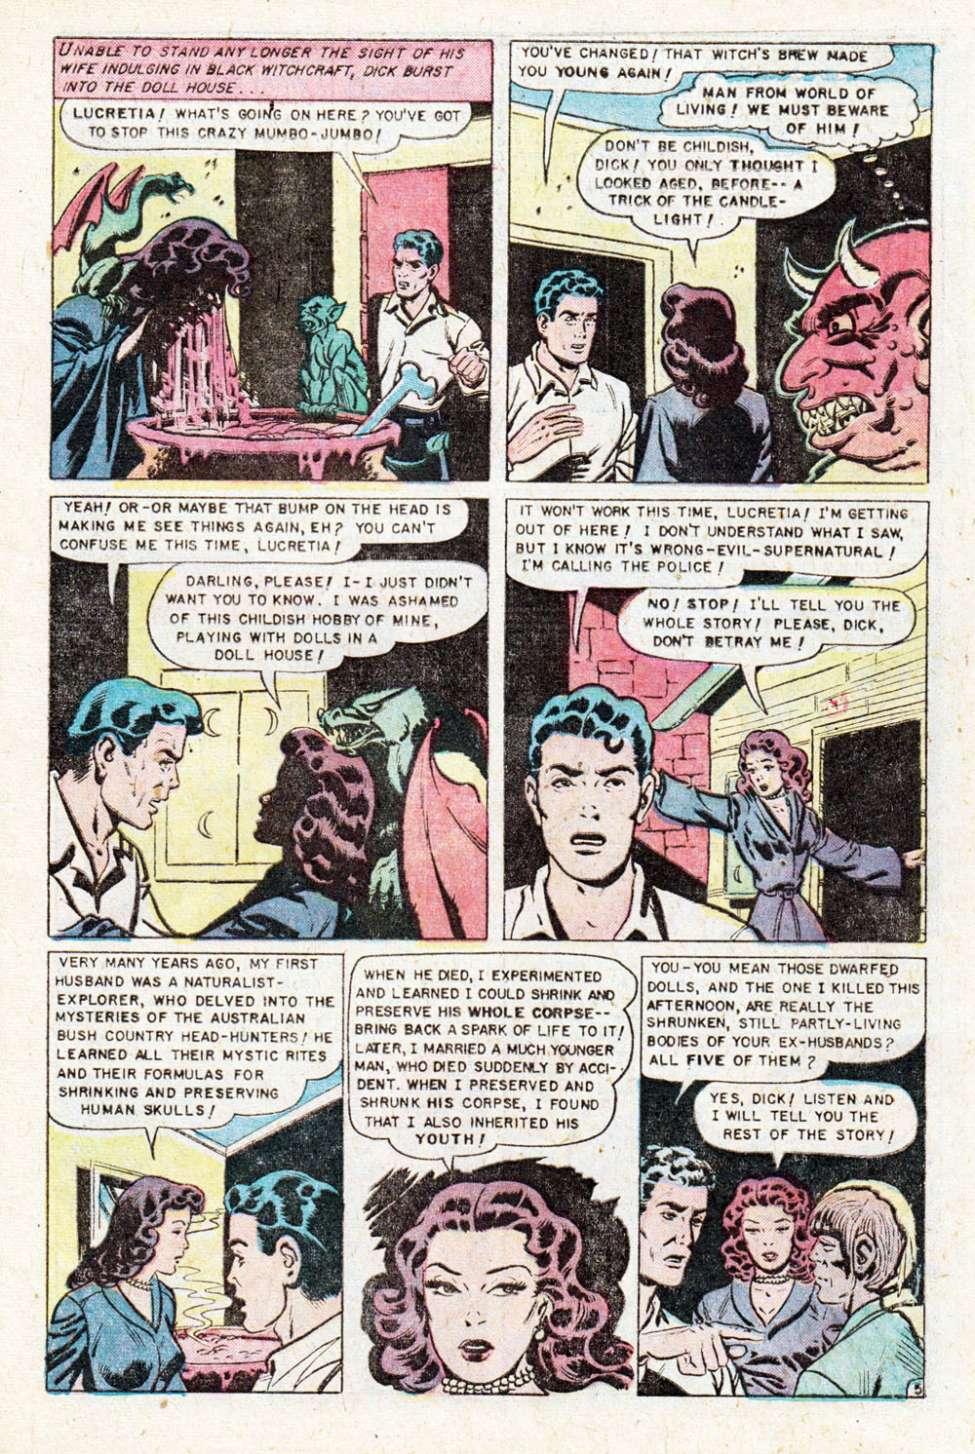 UNABLE TO STAND ANY LONGER THE SIGHT OF HIS
WIFE INDULGING IN BLACK WITCHCRAFT, DICK BURST
INTO THE DOLL HOUSE...
LUCRETIA! WHAT'S GOING ON HERE? YOU'VE GOT
TO STOP THIS CRAZY MUMBO-JUMBO!
YOU'VE CHANGED! THAT WITCH'S BREW MADE
YOU YOUNG AGAIN!
MAN FROM WORLD OF
LIVING! WE MUST BEWARE
OF HIM!
DON'T BE CHILDISH,
DICK! YOU ONLY THOUGHT I
LOOKED AGED, BEFORE-- A
TRICK OF THE CANDLE-
LIGHT!
YEAH! OR-OR MAYBE THAT BUMP ON THE HEAD IS
MAKING ME SEE THINGS AGAIN, EH? YOU CAN'T
CONFUSE ME THIS TIME, LUCRETIA!
DARLING, PLEASE! I-I JUST DIDN'T
WANT YOU TO KNOW. I WAS ASHAMED
OF THIS CHILDISH HOBBY OF MINE,
PLAYING WITH DOLLS IN A
DOLL HOUSE!
IT WON'T WORK THIS TIME, LUCRETIA! I'M GETTING
OUT OF HERE! I DON'T UNDERSTAND WHAT I SAW,
BUT I KNOW IT'S WRONG-EVIL-SUPERNATURAL!
I'M CALLING THE POLICE!
NO! STOP! I'LL TELL YOU THE
WHOLE STORY! PLEASE, DICK,
DON'T BETRAY ME!
VERY MANY YEARS AGO, MY FIRST
HUSBAND WAS A NATURALIST-
EXPLORER, WHO DELVED INTO THE
MYSTERIES OF THE AUSTRALIAN
BUSH COUNTRY HEAD-HUNTERS! HE
LEARNED ALL THEIR MYSTIC RITES
AND THEIR FORMULAS FOR
SHRINKING AND PRESERVING
HUMAN SKULLS!
WHEN HE DIED, I EXPERIMENTED
AND LEARNED I COULD SHRINK AND
PRESERVE HIS WHOLE CORPSE--
BRING BACK A SPARK OF LIFE TO IT!
LATER, I MARRIED A MUCH YOUNGER
MAN, WHO DIED SUDDENLY BY ACCI-
DENT. WHEN I PRESERVED AND
SHRUNK HIS CORPSE, I FOUND
THAT I ALSO INHERITED HIS
YOUTH!
YOU-YOU MEAN THOSE DWARFED
DOLLS, AND THE ONE I KILLED THIS
AFTERNOON, ARE REALLY THE
SHRUNKEN, STILL PARTLY-LIVING
BODIES OF YOUR EX-HUSBANDS?
ALL FIVE OF THEM?
YES, DICK! LISTEN AND
I WILL TELL YOU THE
REST OF THE STORY!
5